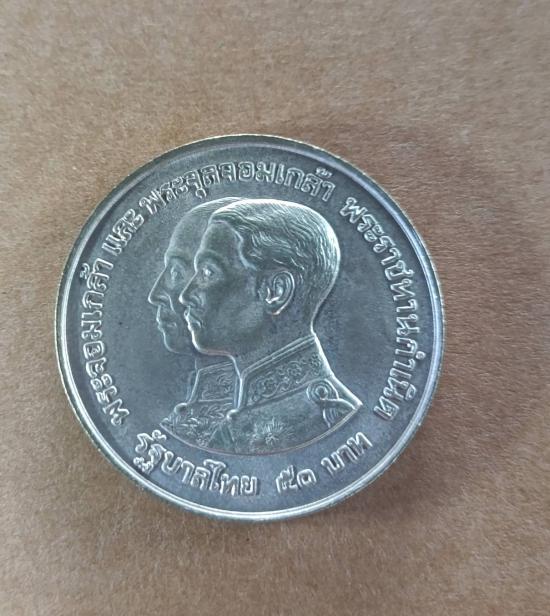 พระจอมเกล้า และ พระจุลจอมเกล้า พระราชทานกำเนิด
รัฐบาลไทย ๕๐ บาท